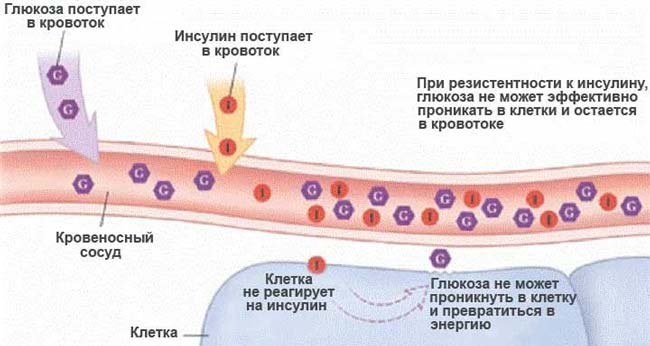 Глюкоза поступает
в кровоток
Инсулин поступает
в кровоток
При резистентности к инсулину,
глюкоза не может эффективно
проникать в клетки и остается
в кровотоке
G
G
I
I
G
G
G
G
I
G
I
I
G
G
I
G
I
G
I
G
I
G
I
G
I
G
Кровеносный
сосуд
I
G
Клетка
не реагирует
на инсулин
Глюкоза не может
проникнуть в клетку
и превратиться в
энергию
Клетка